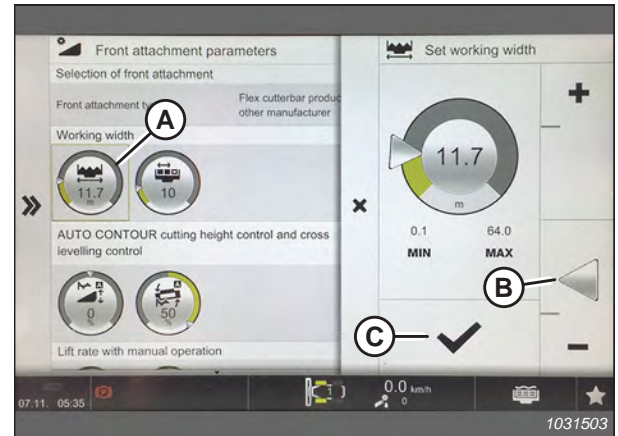 Front attachment parameters
Selection of front attachment
Front attachment ty
Flex cutterbar produc
other manufacturer
A
Working width
11.7
m
10
AUTO CONTOUR cutting height control and cross
levelling control
0
%
50
%
Lift rate with manual operation
Set working width
11.7
m
0.1
64.0
MIN
MAX
B
C
07.11. 05:35
0.0 km/h
0
1031503